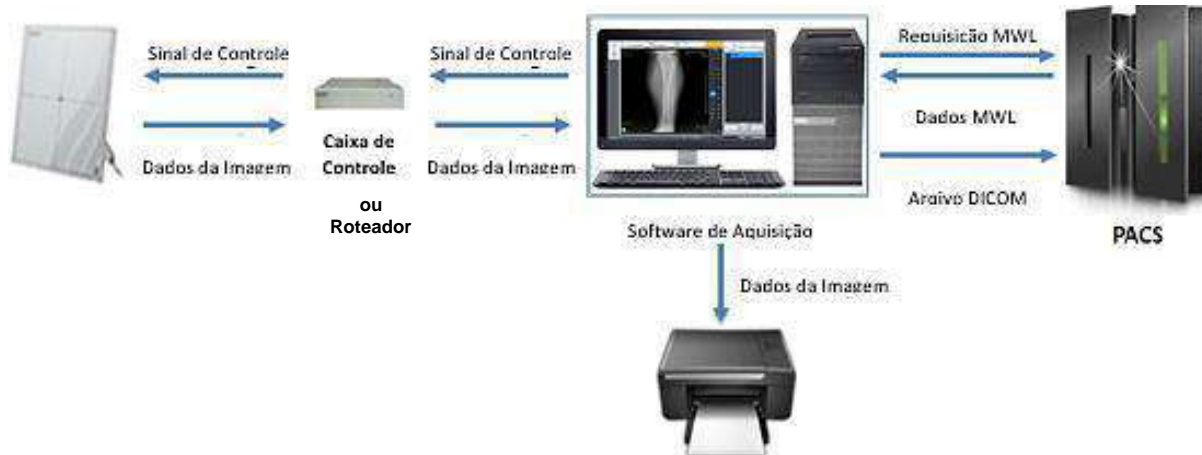 Sinal de Controle
Dados da Imagem
Caixa de
Controle
ou
Roteador
Sinal de Controle
Dados da Imagem
Software de Aquisição
Dados da Imagem
Requisição MWL
Dados MWL
Arqivo DICOM
PACS